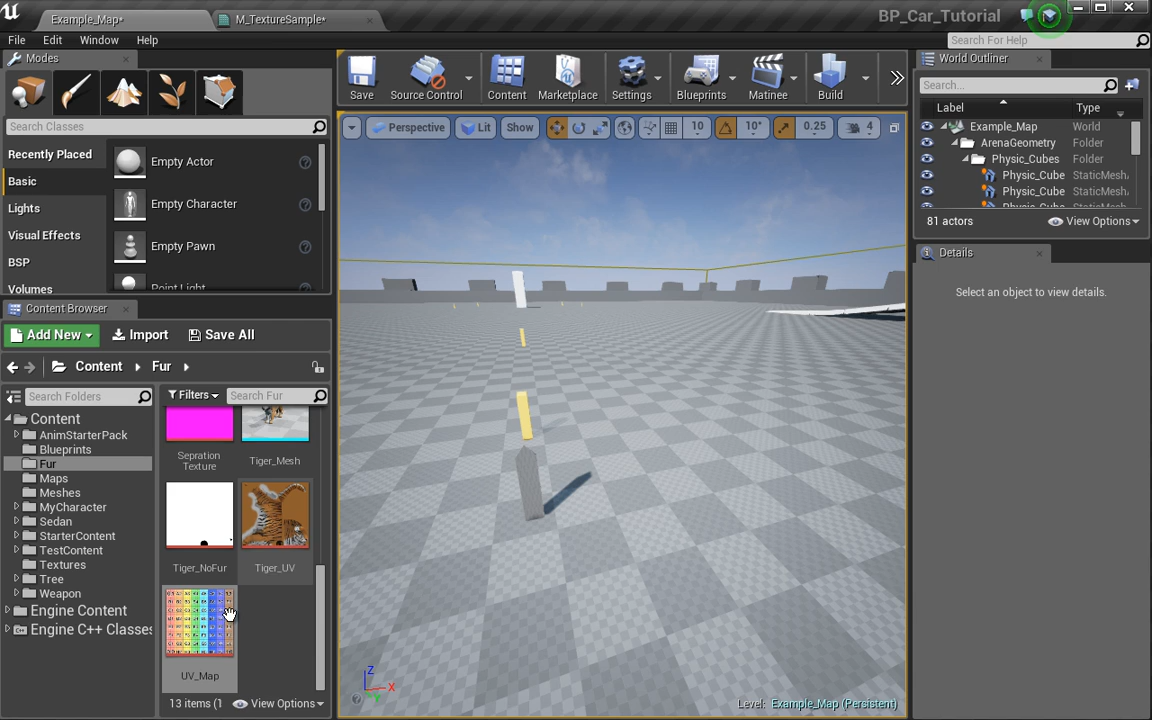 Example_Map*
M_TextureSample*
BP_Car_Tutorial
File Edit Window Help
Search For Help
Modes
Search Classes
Recently Placed
Basic
Lights
Visual Effects
BSP
Volumes
Empty Actor
Empty Character
Empty Pawn
Point Light
Save
Source Control
Content
Marketplace
Settings
Blueprints
Matinee
Build
Perspective
Lit
Show
10
10°
0.25
4
World Outliner
Search...
Label Type
Example_Map World
ArenaGeometry Folder
Physic_Cubes Folder
Physic_Cube StaticMesh
Physic_Cube StaticMesh
Physic_Cube StaticMesh
81 actors
View Options
Details
Select an object to view details.
Content Browser
Add New
Import
Save All
Content
Fur
Search Folders
Filters
Search Fur
Content
AnimStarterPack
Blueprints
Fur
Maps
Meshes
MyCharacter
Sedan
StarterContent
TestContent
Textures
Tree
Weapon
Engine Content
Engine C++ Classes
Sepration
Texture
Tiger_Mesh
Tiger_NoFur
Tiger_UV
UV_Map
13 items (1
View Options
Z
X
Y
Level: Example_Map (Persistent)